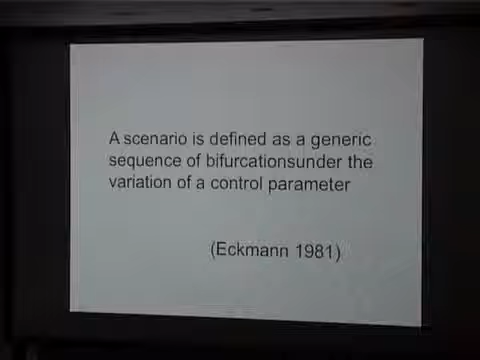 A scenario is defined as a generic
sequence of bifurcationsunder the
variation of a control parameter
(Eckmann 1981)